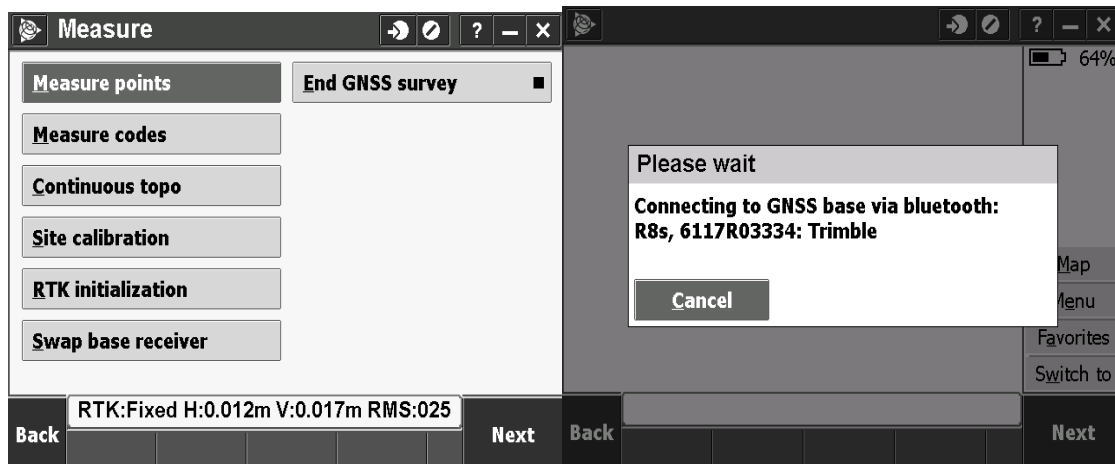 Measure
?
Measure points
End GNSS survey
Measure codes
Continuous topo
Site calibration
RTK initialization
Swap base receiver
RTK:Fixed H:0.012m V:0.017m RMS:025
Back
Next
?
64%
Please wait
Connecting to GNSS base via bluetooth:
R8s, 6117R03334: Trimble
Cancel
Map
Menu
Favorites
Switch to
Back
Next